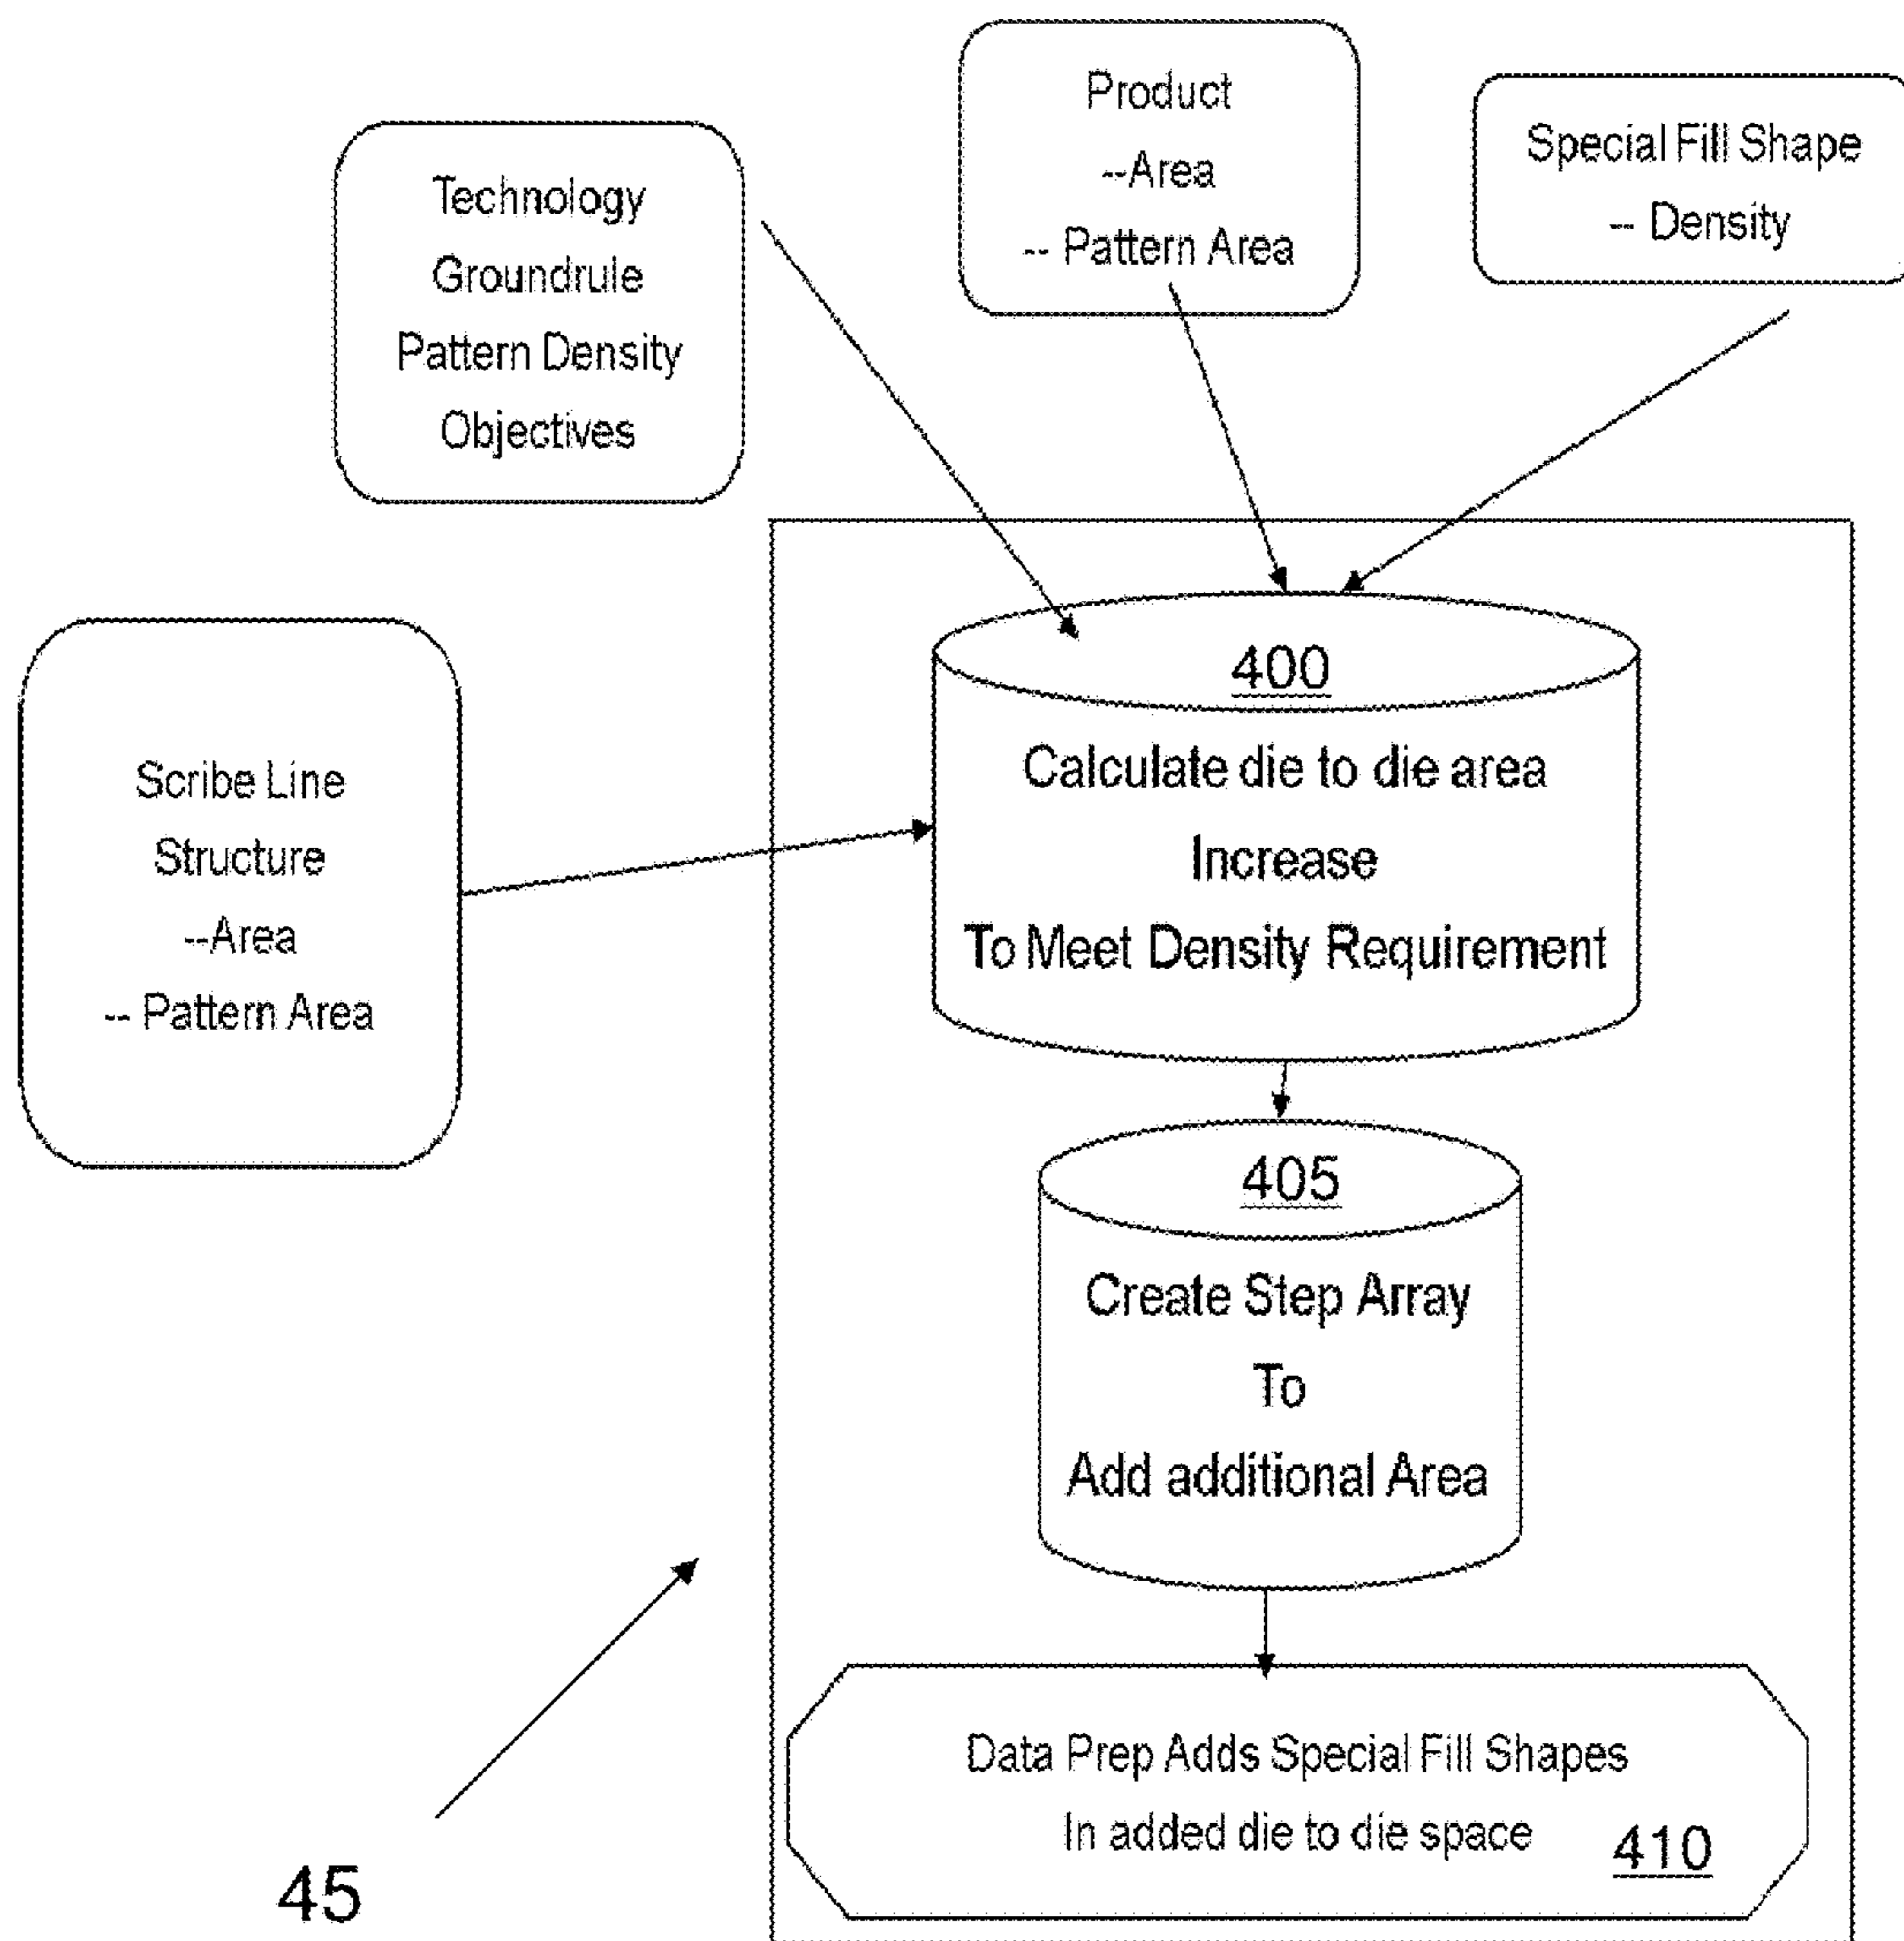 Product
--Area
-- Pattern Area
Special Fill Shape
-- Density
Technology
Groundrule
Pattern Density
Objectives
Scribe Line
Structure
--Area
-- Pattern Area
400
Calculate die to die area
Increase
To Meet Density Requirement
405
Create Step Array
To
Add additional Area
Data Prep Adds Special Fill Shapes
In added die to die space
410
45